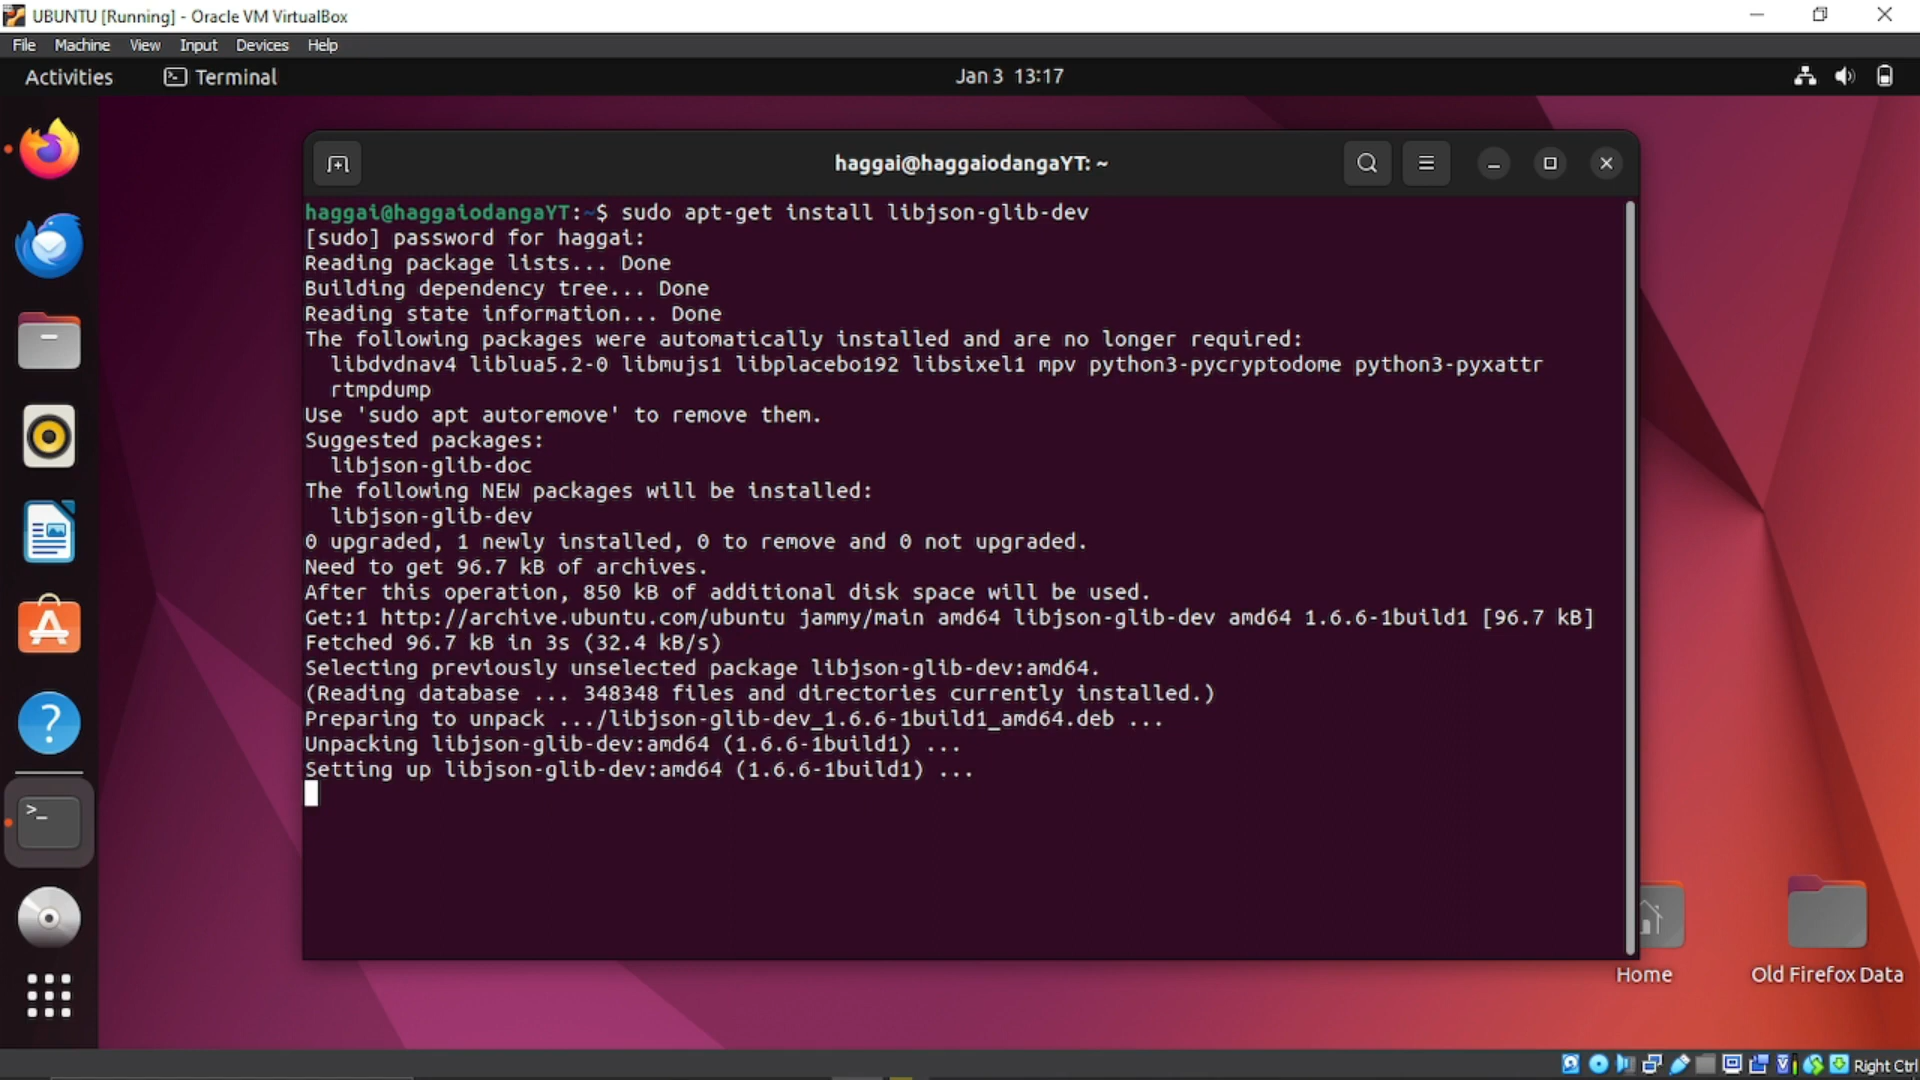 UBUNTU [Running] - Oracle VM VirtualBox
File Machine View Input Devices Help
Activities Terminal Jan 3 13:17
haggai@haggaiodangaYT: ~
haggai@haggaiodangaYT:~$ sudo apt-get install libjson-glib-dev
[sudo] password for haggai:
Reading package lists... Done
Building dependency tree... Done
Reading state information... Done
The following packages were automatically installed and are no longer required:
libdvdnav4 liblua5.2-0 libmujs1 libplacebo192 libsixel1 mpv python3-pycryptodome python3-pyxattr
rtmpdump
Use 'sudo apt autoremove' to remove them.
Suggested packages:
libjson-glib-doc
The following NEW packages will be installed:
libjson-glib-dev
0 upgraded, 1 newly installed, 0 to remove and 0 not upgraded.
Need to get 96.7 kB of archives.
After this operation, 850 kB of additional disk space will be used.
Get:1 http://archive.ubuntu.com/ubuntu jammy/main amd64 libjson-glib-dev amd64 1.6.6-1build1 [96.7 kB]
Fetched 96.7 kB in 3s (32.4 kB/s)
Selecting previously unselected package libjson-glib-dev:amd64.
(Reading database ... 348348 files and directories currently installed.)
Preparing to unpack .../libjson-glib-dev_1.6.6-1build1_amd64.deb ...
Unpacking libjson-glib-dev:amd64 (1.6.6-1build1) ...
Setting up libjson-glib-dev:amd64 (1.6.6-1build1) ...
Home Old Firefox Data
Right Ctrl